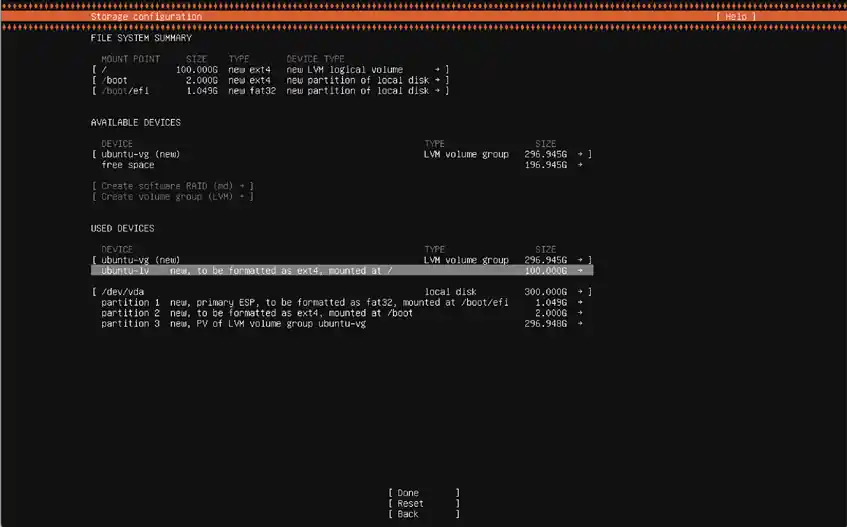 Storage configuration [ Help ]
FILE SYSTEM SUMMARY
MOUNT POINT SIZE TYPE DEVICE TYPE
[ / 100.000G new ext4 new LVM logical volume → ]
[ /boot 2.000G new ext4 new partition of local disk → ]
[ /boot/efi 1.049G new fat32 new partition of local disk → ]
AVAILABLE DEVICES
DEVICE TYPE SIZE
[ ubuntu-vg (new) LVM volume group 296.945G → ]
free space 196.945G →
[ Create software RAID (md) → ]
[ Create volume group (LVM) → ]
USED DEVICES
DEVICE TYPE SIZE
[ ubuntu-vg (new) LVM volume group 296.945G → ]
ubuntu-lv new, to be formatted as ext4, mounted at / 100.000G →
[ /dev/vda local disk 300.000G → ]
partition 1 new, primary ESP, to be formatted as fat32, mounted at /boot/efi 1.049G →
partition 2 new, to be formatted as ext4, mounted at /boot 2.000G →
partition 3 new, PV of LVM volume group ubuntu-vg 296.948G →
[ Done ]
[ Reset ]
[ Back ]